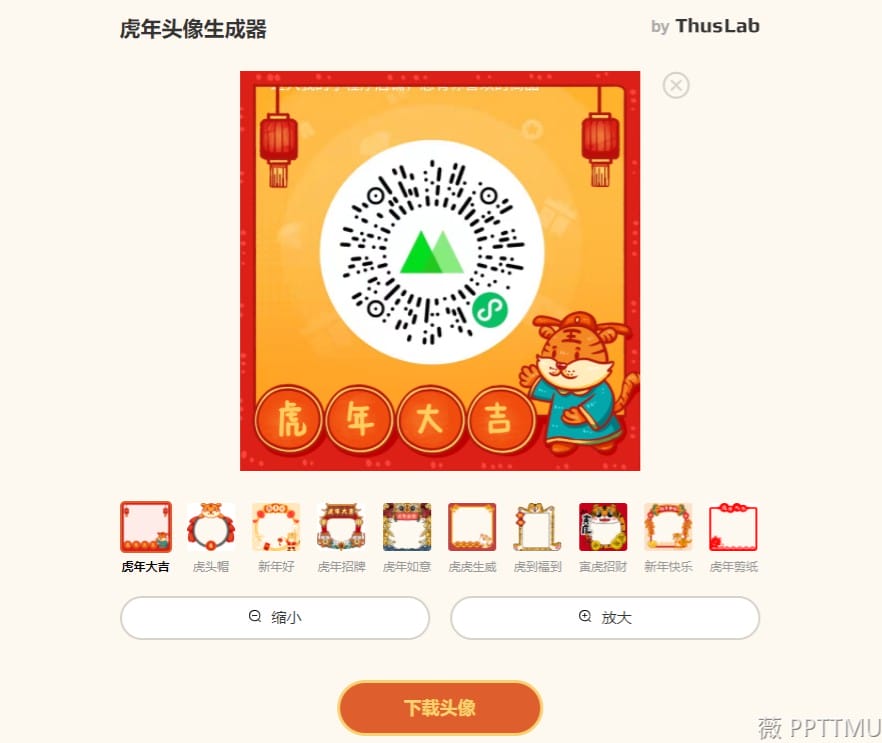 虎年头像生成器
by ThusLab
虎年大吉
虎年大吉
虎头帽
新年好
虎年招牌
虎年如意
虎虎生威
虎到福到
寅虎招财
新年快乐
虎年剪纸
缩小
放大
下载头像
薇 PPTTMU